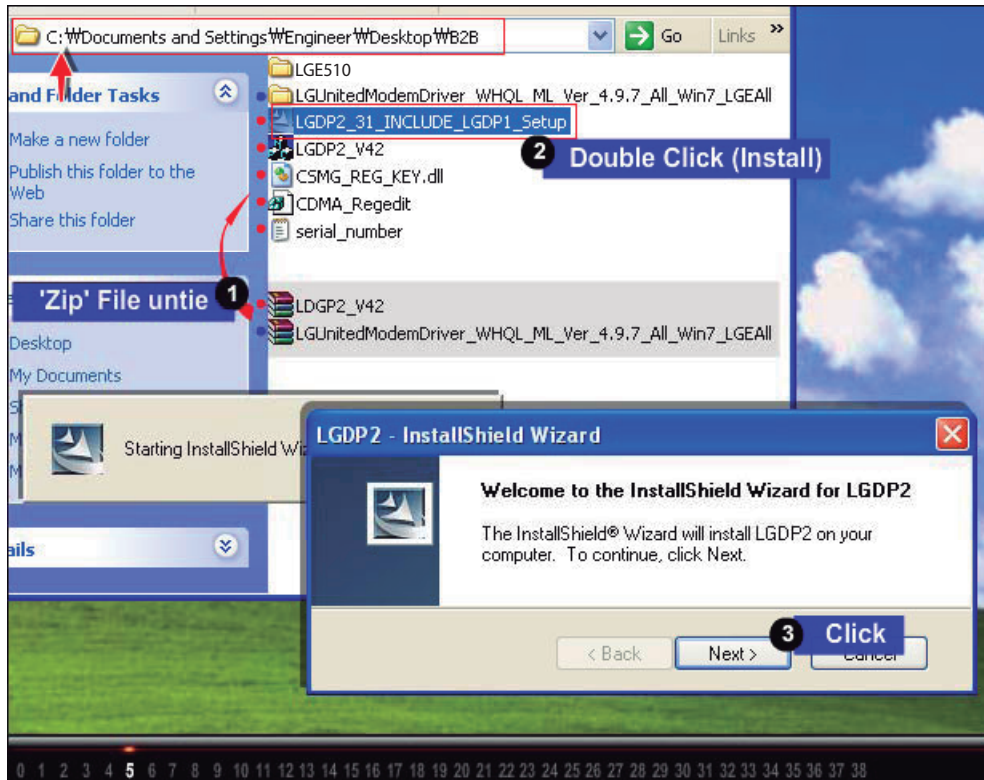 C:₩Documents and Settings₩Engineer₩Desktop₩B2B
Go
Links »
and F lder Tasks
Make a new folder
Publish this folder to the
Web
Share this folder
LGE510
LGUnitedModemDriver_WHQL_ML_Ver_4.9.7_All_Win7_LGEAll
LGDP2_31_INCLUDE_LGDP1_Setup
LGDP2_V42
2 Double Click (Install)
CSMG_REG_KEY.dll
CDMA_Regedit
serial_number
'Zip' File untie 1
LDGP2_V42
LGUnitedModemDriver_WHQL_ML_Ver_4.9.7_All_Win7_LGEAll
Desktop
My Documents
Starting InstallShield Wi
ails
LGDP2 - InstallShield Wizard
Welcome to the InstallShield Wizard for LGDP2
The InstallShield® Wizard will install LGDP2 on your
computer. To continue, click Next.
3 Click
< Back
Next >
Cancel
0 1 2 3 4 5 6 7 8 9 10 11 12 13 14 15 16 17 18 19 20 21 22 23 24 25 26 27 28 29 30 31 32 33 34 35 36 37 38